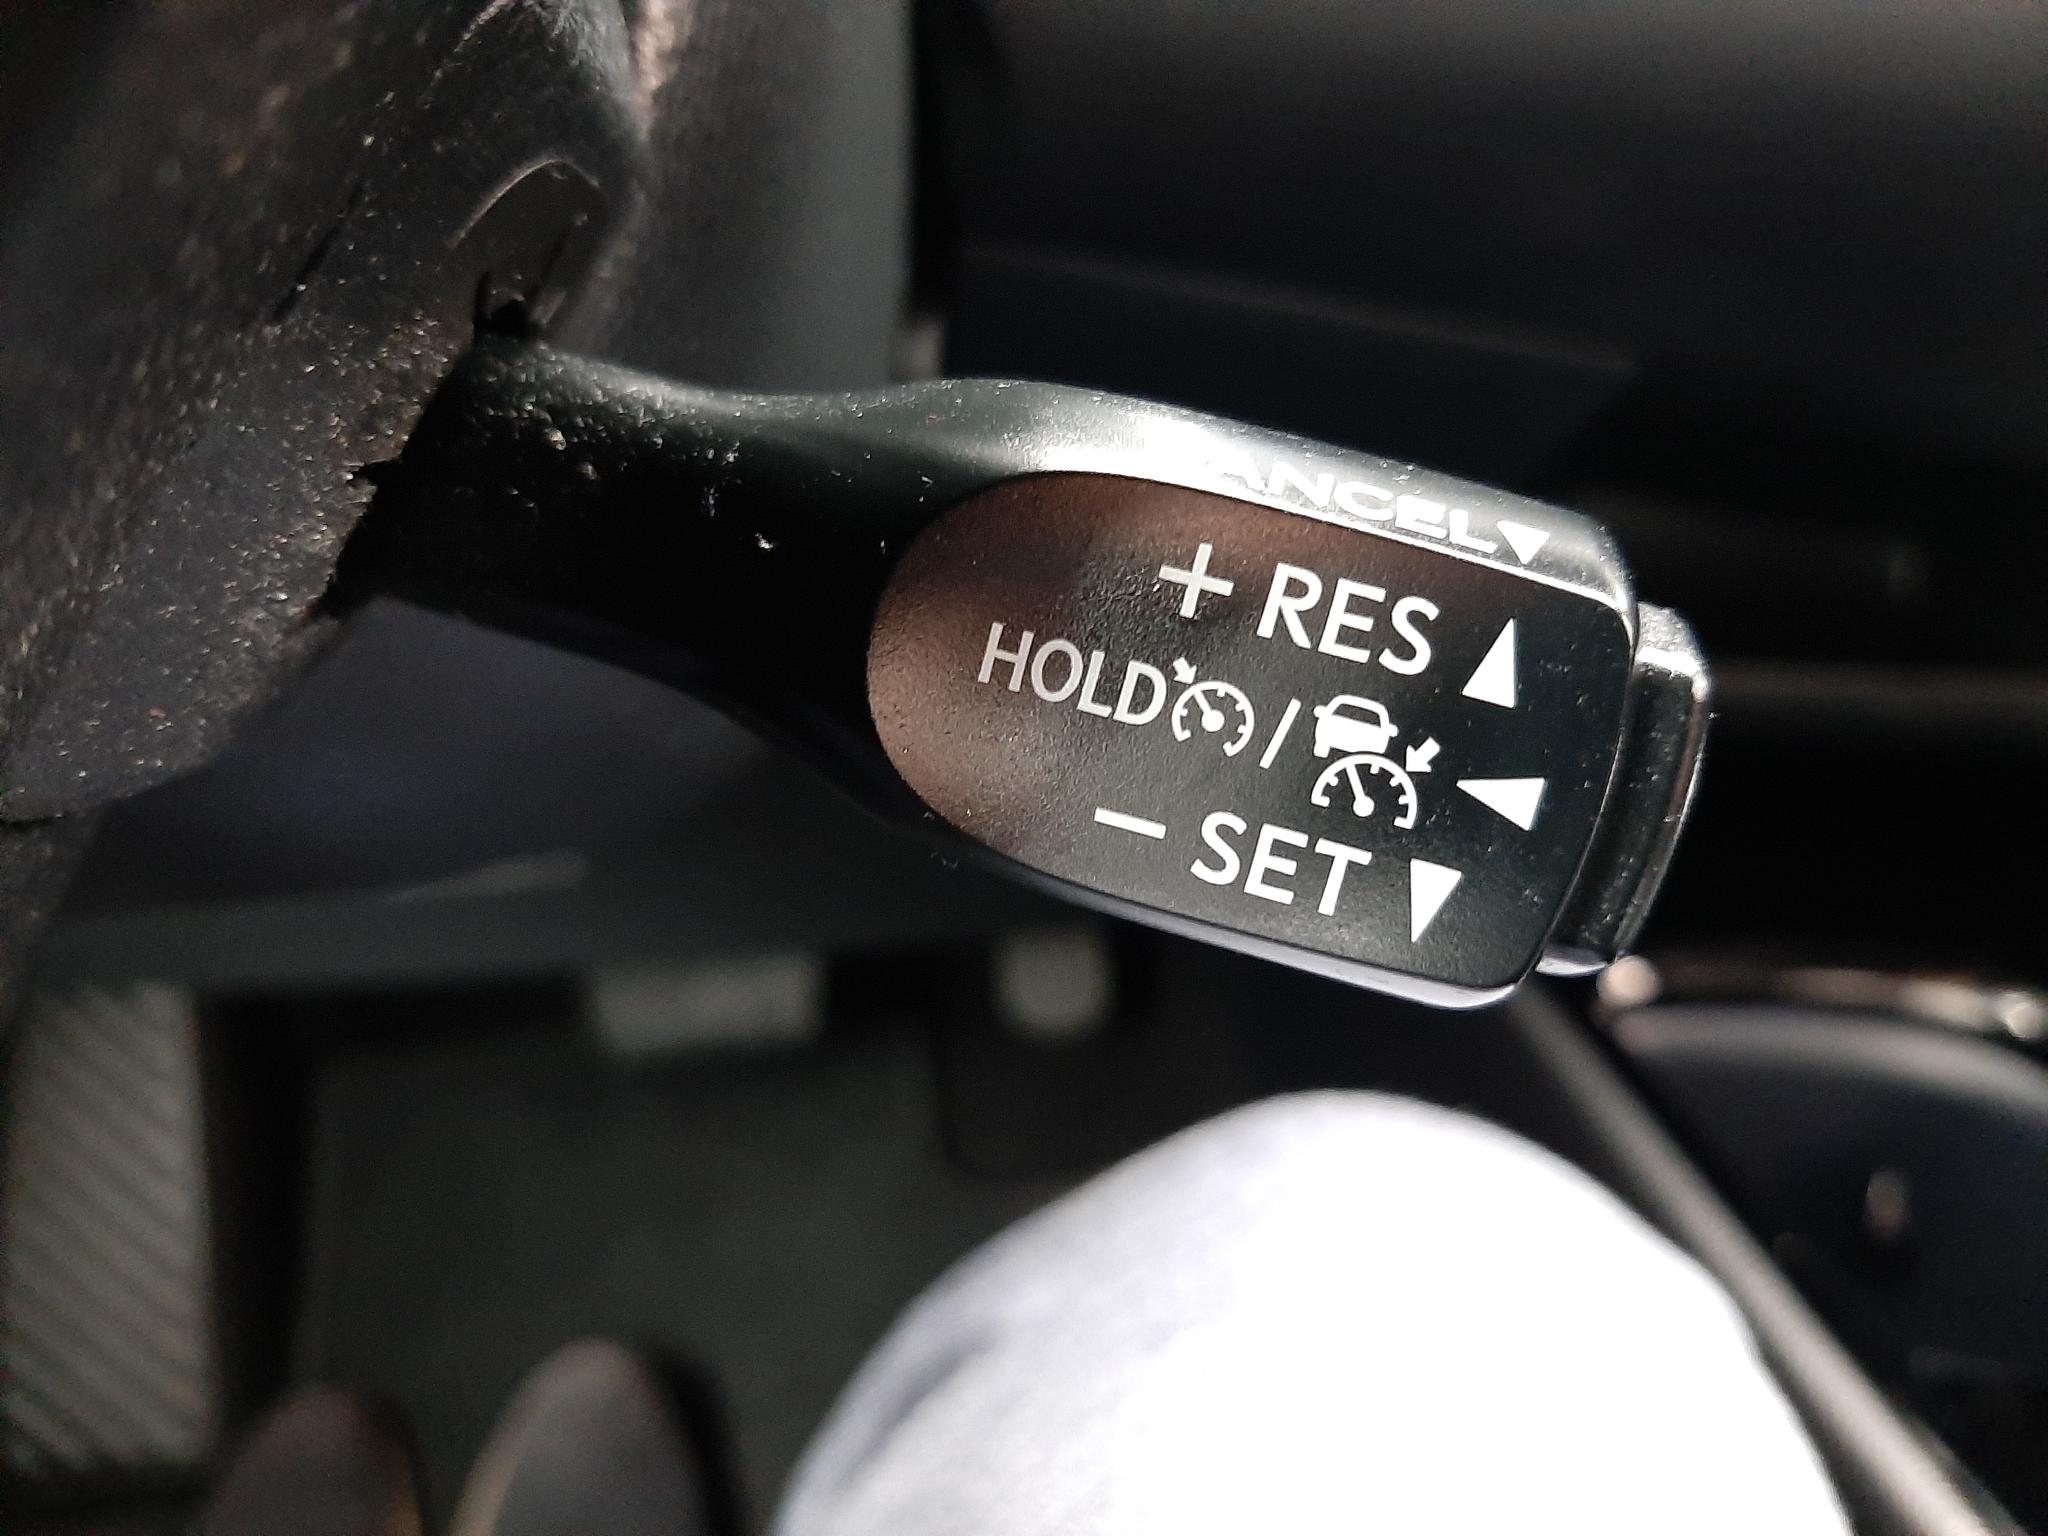 CANCEL▼
+ RES ▲
HOLD /
- SET ▼